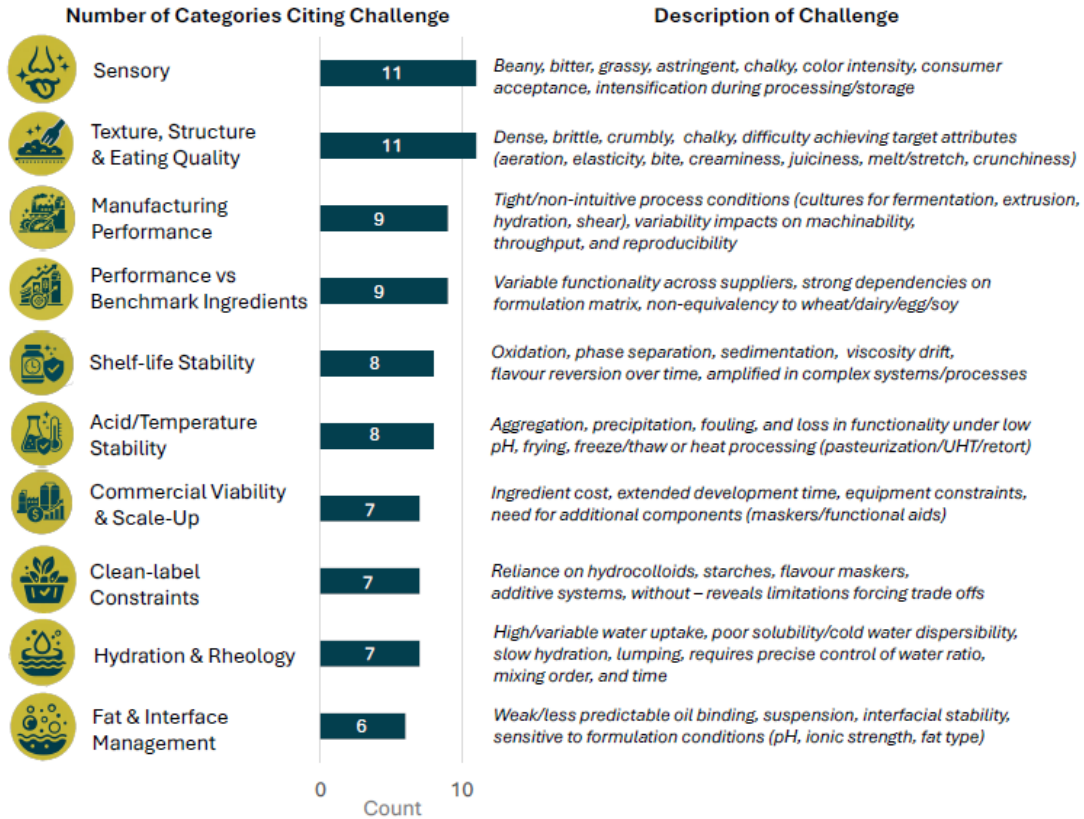 Number of Categories Citing Challenge
Description of Challenge
Sensory
11
Beany, bitter, grassy, astringent, chalky, color intensity, consumer
acceptance, intensification during processing/storage
Texture, Structure
& Eating Quality
11
Dense, brittle, crumbly, chalky, difficulty achieving target attributes
(aeration, elasticity, bite, creaminess, juiciness, melt/stretch, crunchiness)
Manufacturing
Performance
9
Tight/non-intuitive process conditions (cultures for fermentation, extrusion,
hydration, shear), variability impacts on machinability,
throughput, and reproducibility
Performance vs
Benchmark Ingredients
9
Variable functionality across suppliers, strong dependencies on
formulation matrix, non-equivalency to wheat/dairy/egg/soy
Shelf-life Stability
8
Oxidation, phase separation, sedimentation, viscosity drift,
flavour reversion over time, amplified in complex systems/processes
Acid/Temperature
Stability
8
Aggregation, precipitation, fouling, and loss in functionality under low
pH, frying, freeze/thaw or heat processing (pasteurization/UHT/retort)
Commercial Viability
& Scale-Up
7
Ingredient cost, extended development time, equipment constraints,
need for additional components (maskers/functional aids)
Clean-label
Constraints
7
Reliance on hydrocolloids, starches, flavour maskers,
additive systems, without – reveals limitations forcing trade offs
Hydration & Rheology
7
High/variable water uptake, poor solubility/cold water dispersibility,
slow hydration, lumping, requires precise control of water ratio,
mixing order, and time
Fat & Interface
Management
6
Weak/less predictable oil binding, suspension, interfacial stability,
sensitive to formulation conditions (pH, ionic strength, fat type)
0
10
Count